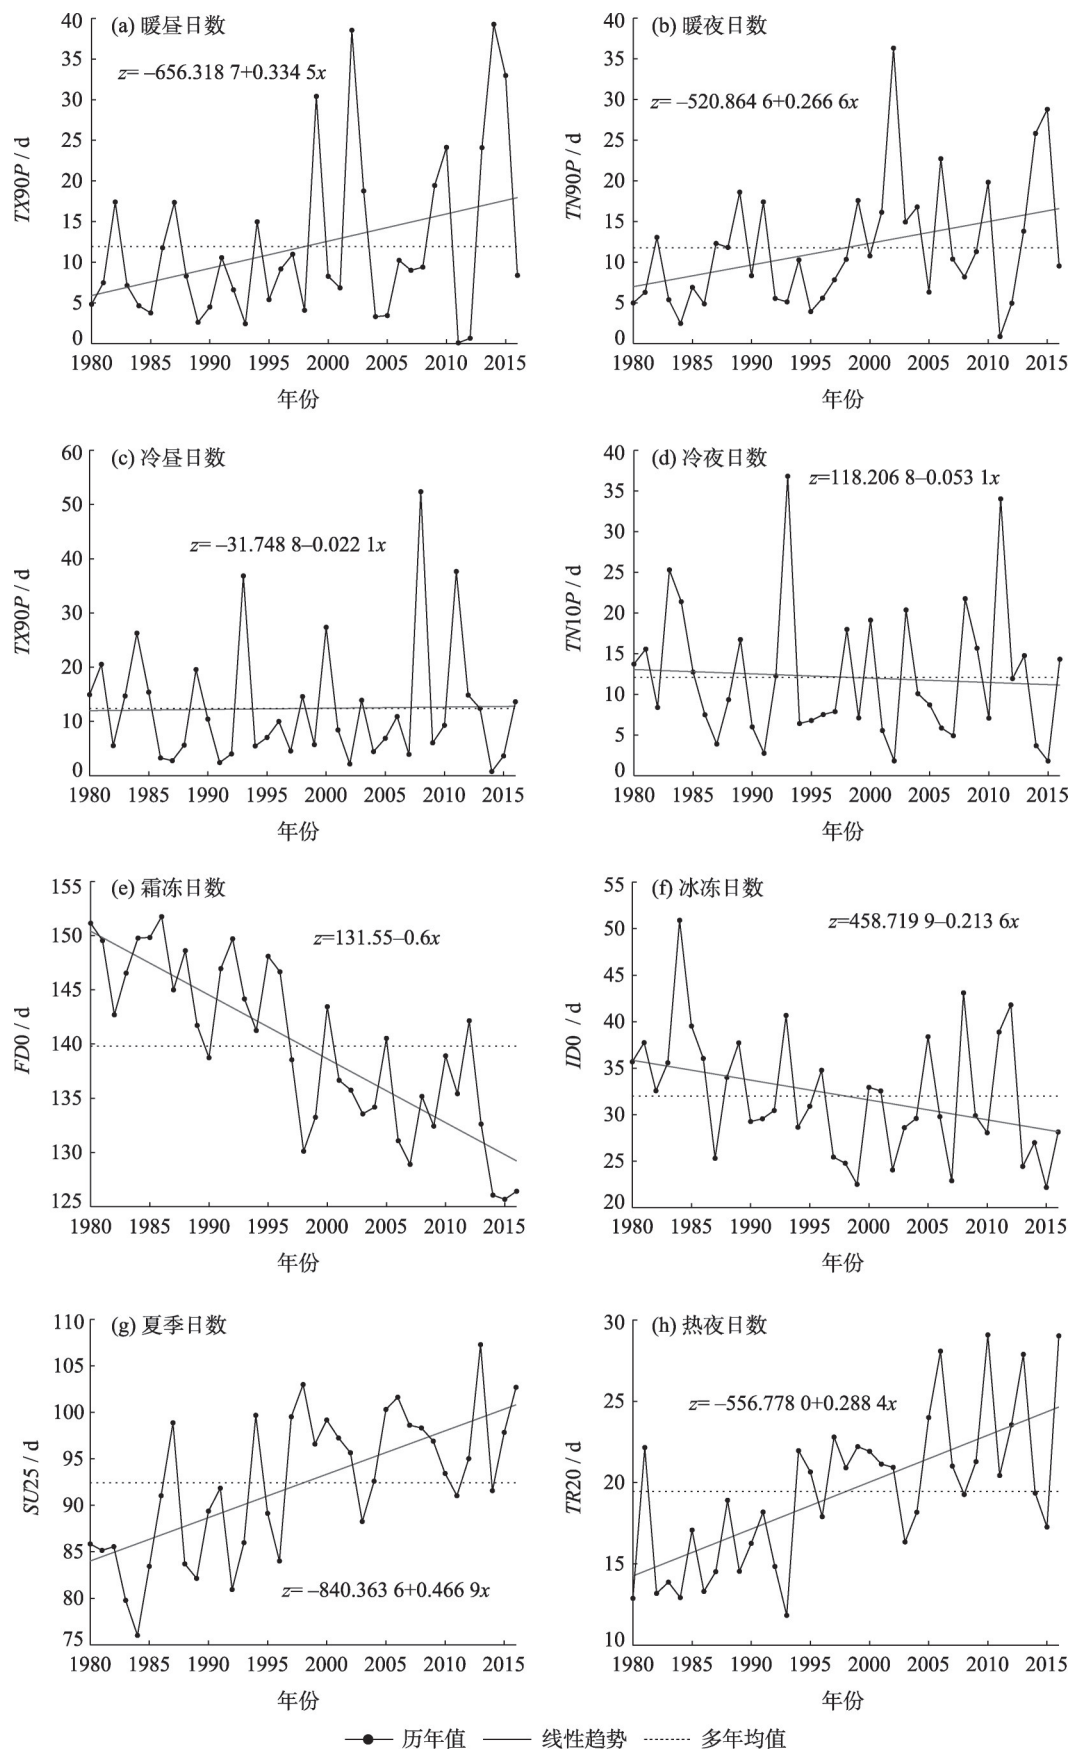 (a) 暖昼日数
z= –656.318 7+0.334 5x
TX90P / d
40
35
30
25
20
15
10
5
0
1980 1985 1990 1995 2000 2005 2010 2015
年份
(b) 暖夜日数
z= –520.864 6+0.266 6x
TN90P / d
40
35
30
25
20
15
10
5
0
1980 1985 1990 1995 2000 2005 2010 2015
年份
(c) 冷昼日数
z= –31.748 8–0.022 1x
TX90P / d
60
50
40
30
20
10
0
1980 1985 1990 1995 2000 2005 2010 2015
年份
(d) 冷夜日数
z=118.206 8–0.053 1x
TN10P / d
40
35
30
25
20
15
10
5
0
1980 1985 1990 1995 2000 2005 2010 2015
年份
(e) 霜冻日数
z=131.55–0.6x
FD0 / d
155
150
145
140
135
130
125
1980 1985 1990 1995 2000 2005 2010 2015
年份
(f) 冰冻日数
z=458.719 9–0.213 6x
ID0 / d
55
50
45
40
35
30
25
20
1980 1985 1990 1995 2000 2005 2010 2015
年份
(g) 夏季日数
z= –840.363 6+0.466 9x
SU25 / d
110
105
100
95
90
85
80
75
1980 1985 1990 1995 2000 2005 2010 2015
年份
(h) 热夜日数
z= –556.778 0+0.288 4x
TR20 / d
30
25
20
15
10
1980 1985 1990 1995 2000 2005 2010 2015
年份
历年值 线性趋势 多年均值